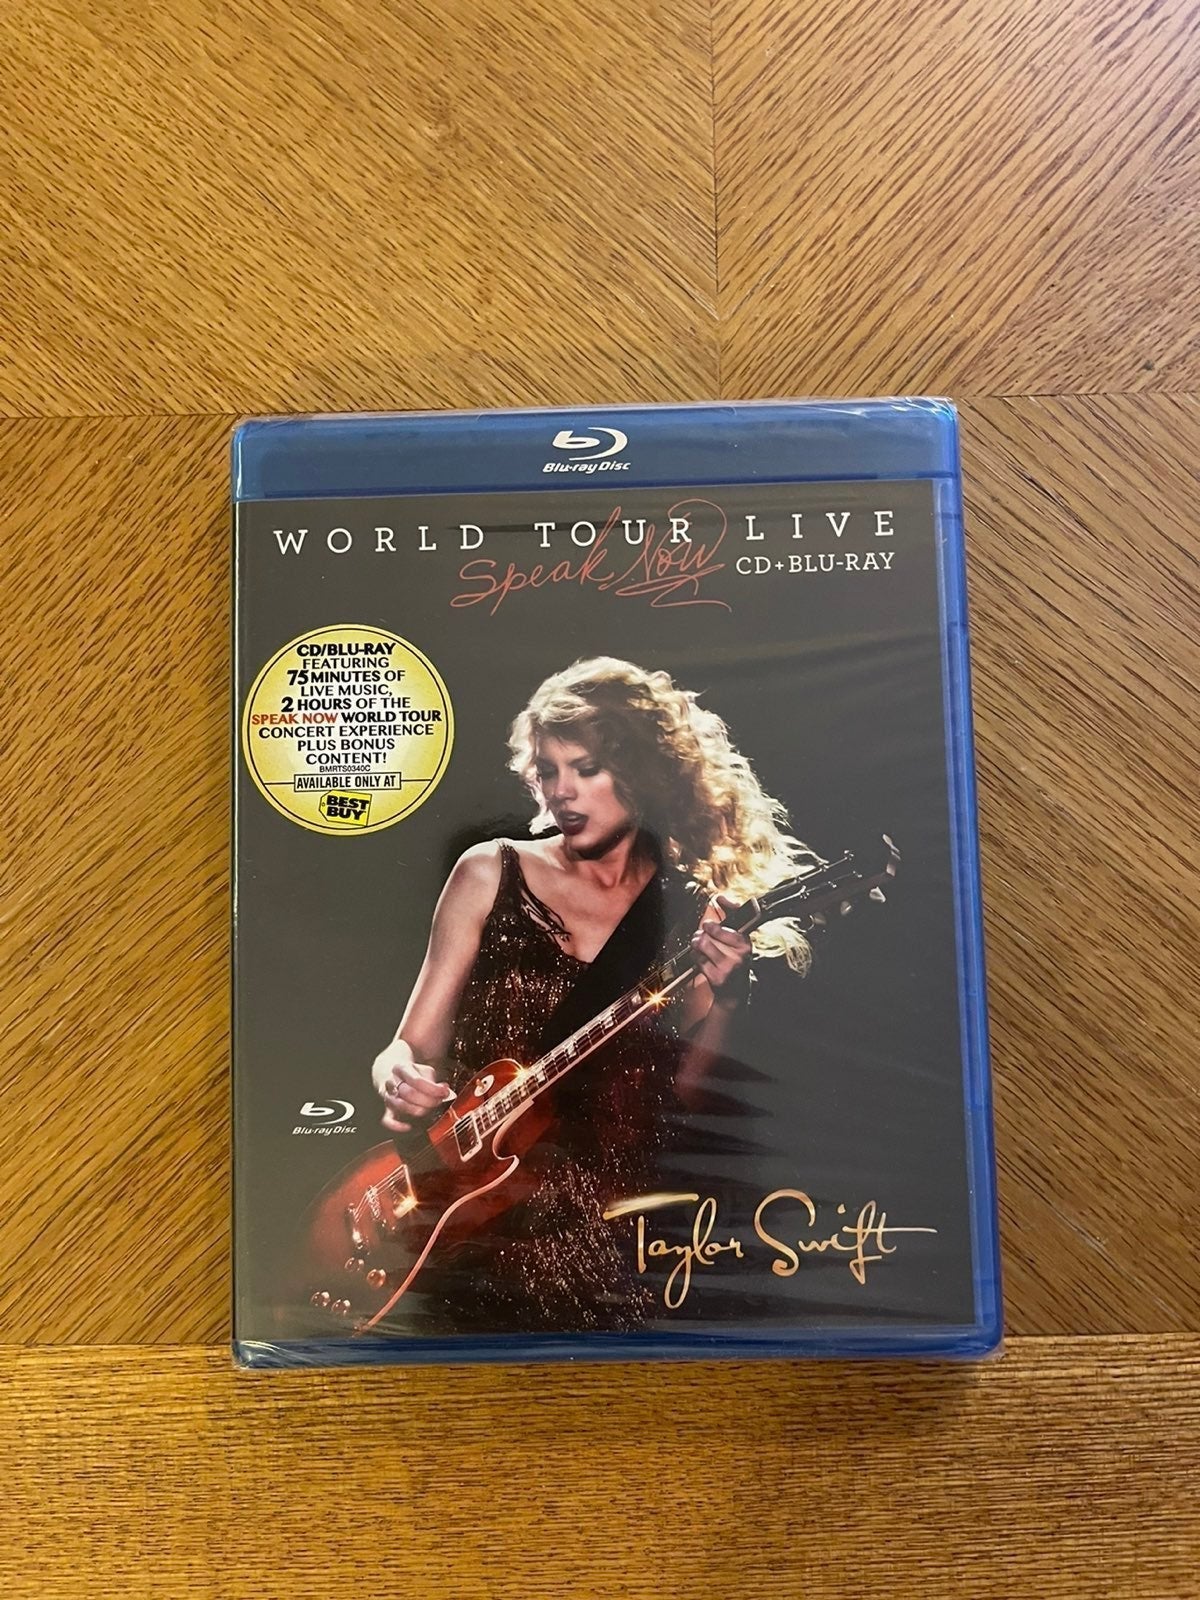 Blu-ray Disc
WORLD TOUR LIVE
Speak Now
CD+BLU-RAY
CD/BLU-RAY
FEATURING
75 MINUTES OF
LIVE MUSIC,
2 HOURS OF THE
SPEAK NOW WORLD TOUR
CONCERT EXPERIENCE
PLUS BONUS
CONTENT!
BMRTS0340C
AVAILABLE ONLY AT
BEST
BUY
Blu-ray Disc
Taylor Swift